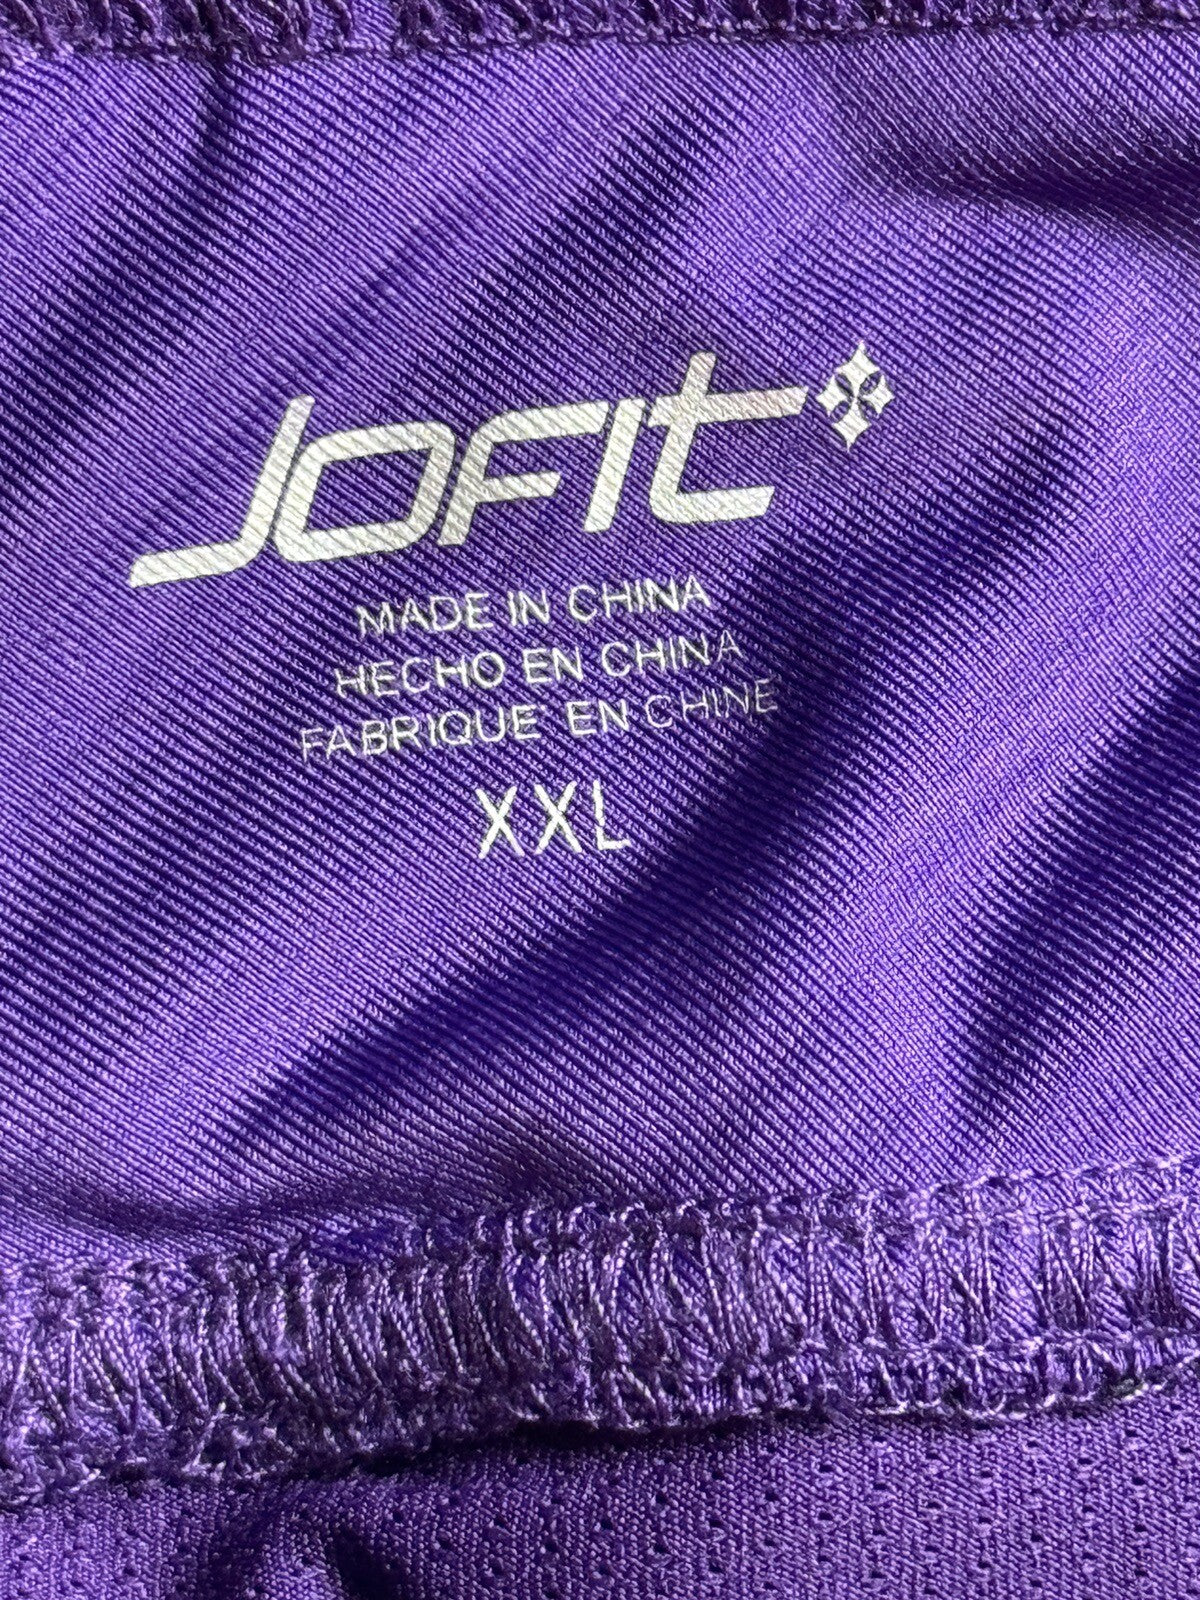 JOFIT
MADE IN CHINA
HECHO EN CHINA
FABRIQUE EN CHINE
XXL